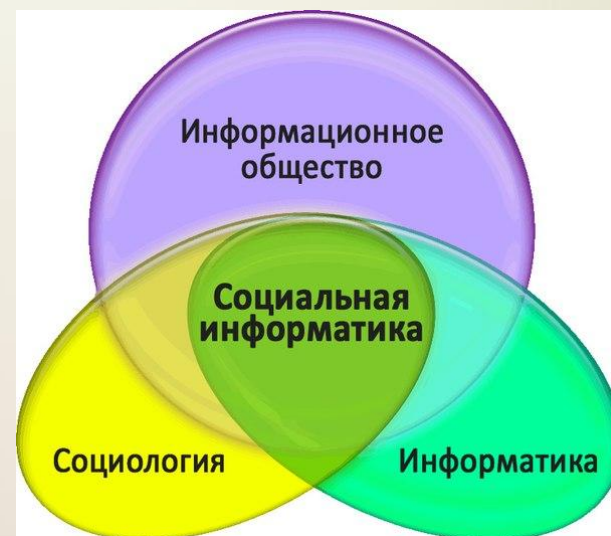 Информационное
общество
Социальная
информатика
Социология
Информатика